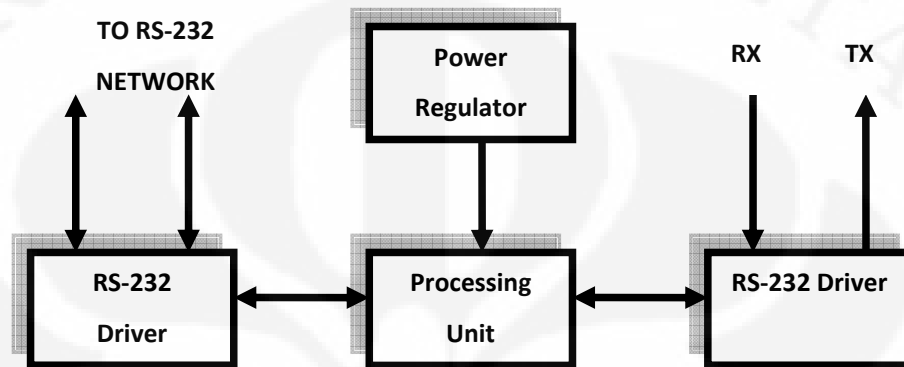 TO RS-232
NETWORK
Power
Regulator
RX
TX
RS-232
Driver
Processing
Unit
RS-232 Driver